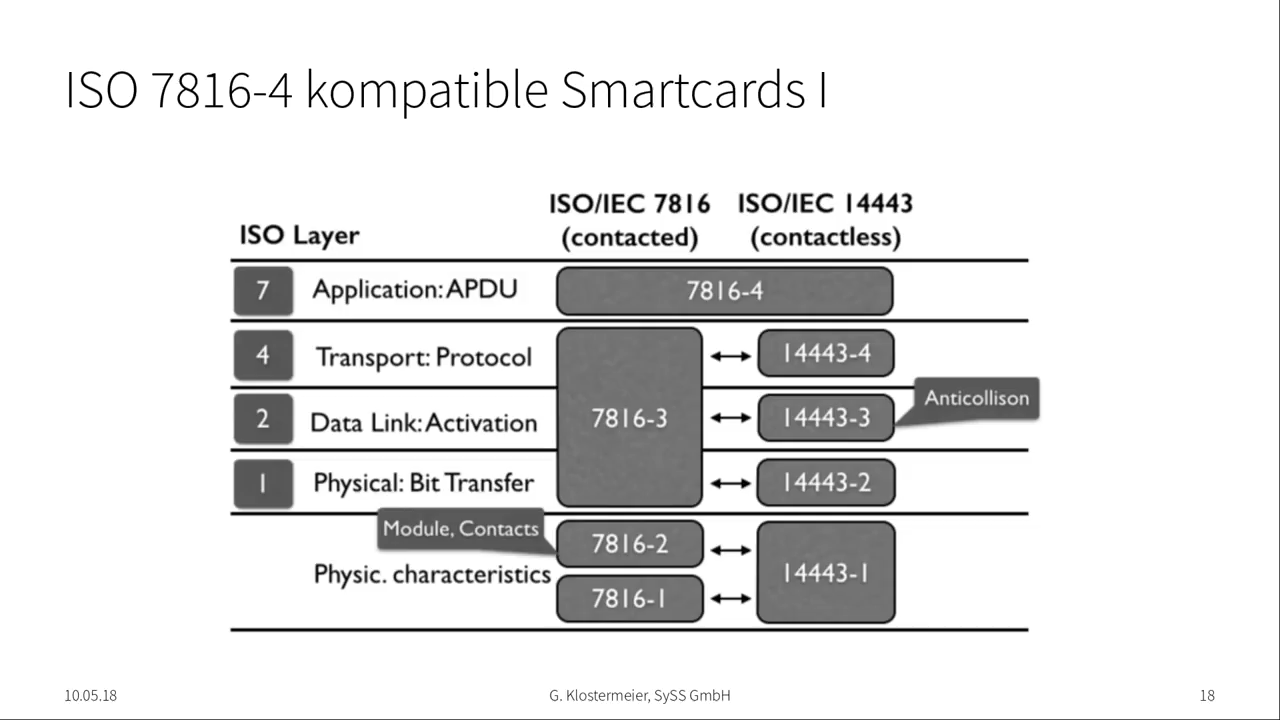 ISO 7816-4 kompatible Smartcards I
ISO Layer
ISO/IEC 7816
(contacted)
ISO/IEC 14443
(contactless)
7 Application: APDU 7816-4
4 Transport: Protocol 14443-4
Anticollison
2 Data Link: Activation 7816-3 14443-3
1 Physical: Bit Transfer 14443-2
Module, Contacts 7816-2
Physic. characteristics 14443-1
7816-1
10.05.18 G. Klostermeier, SySS GmbH 18